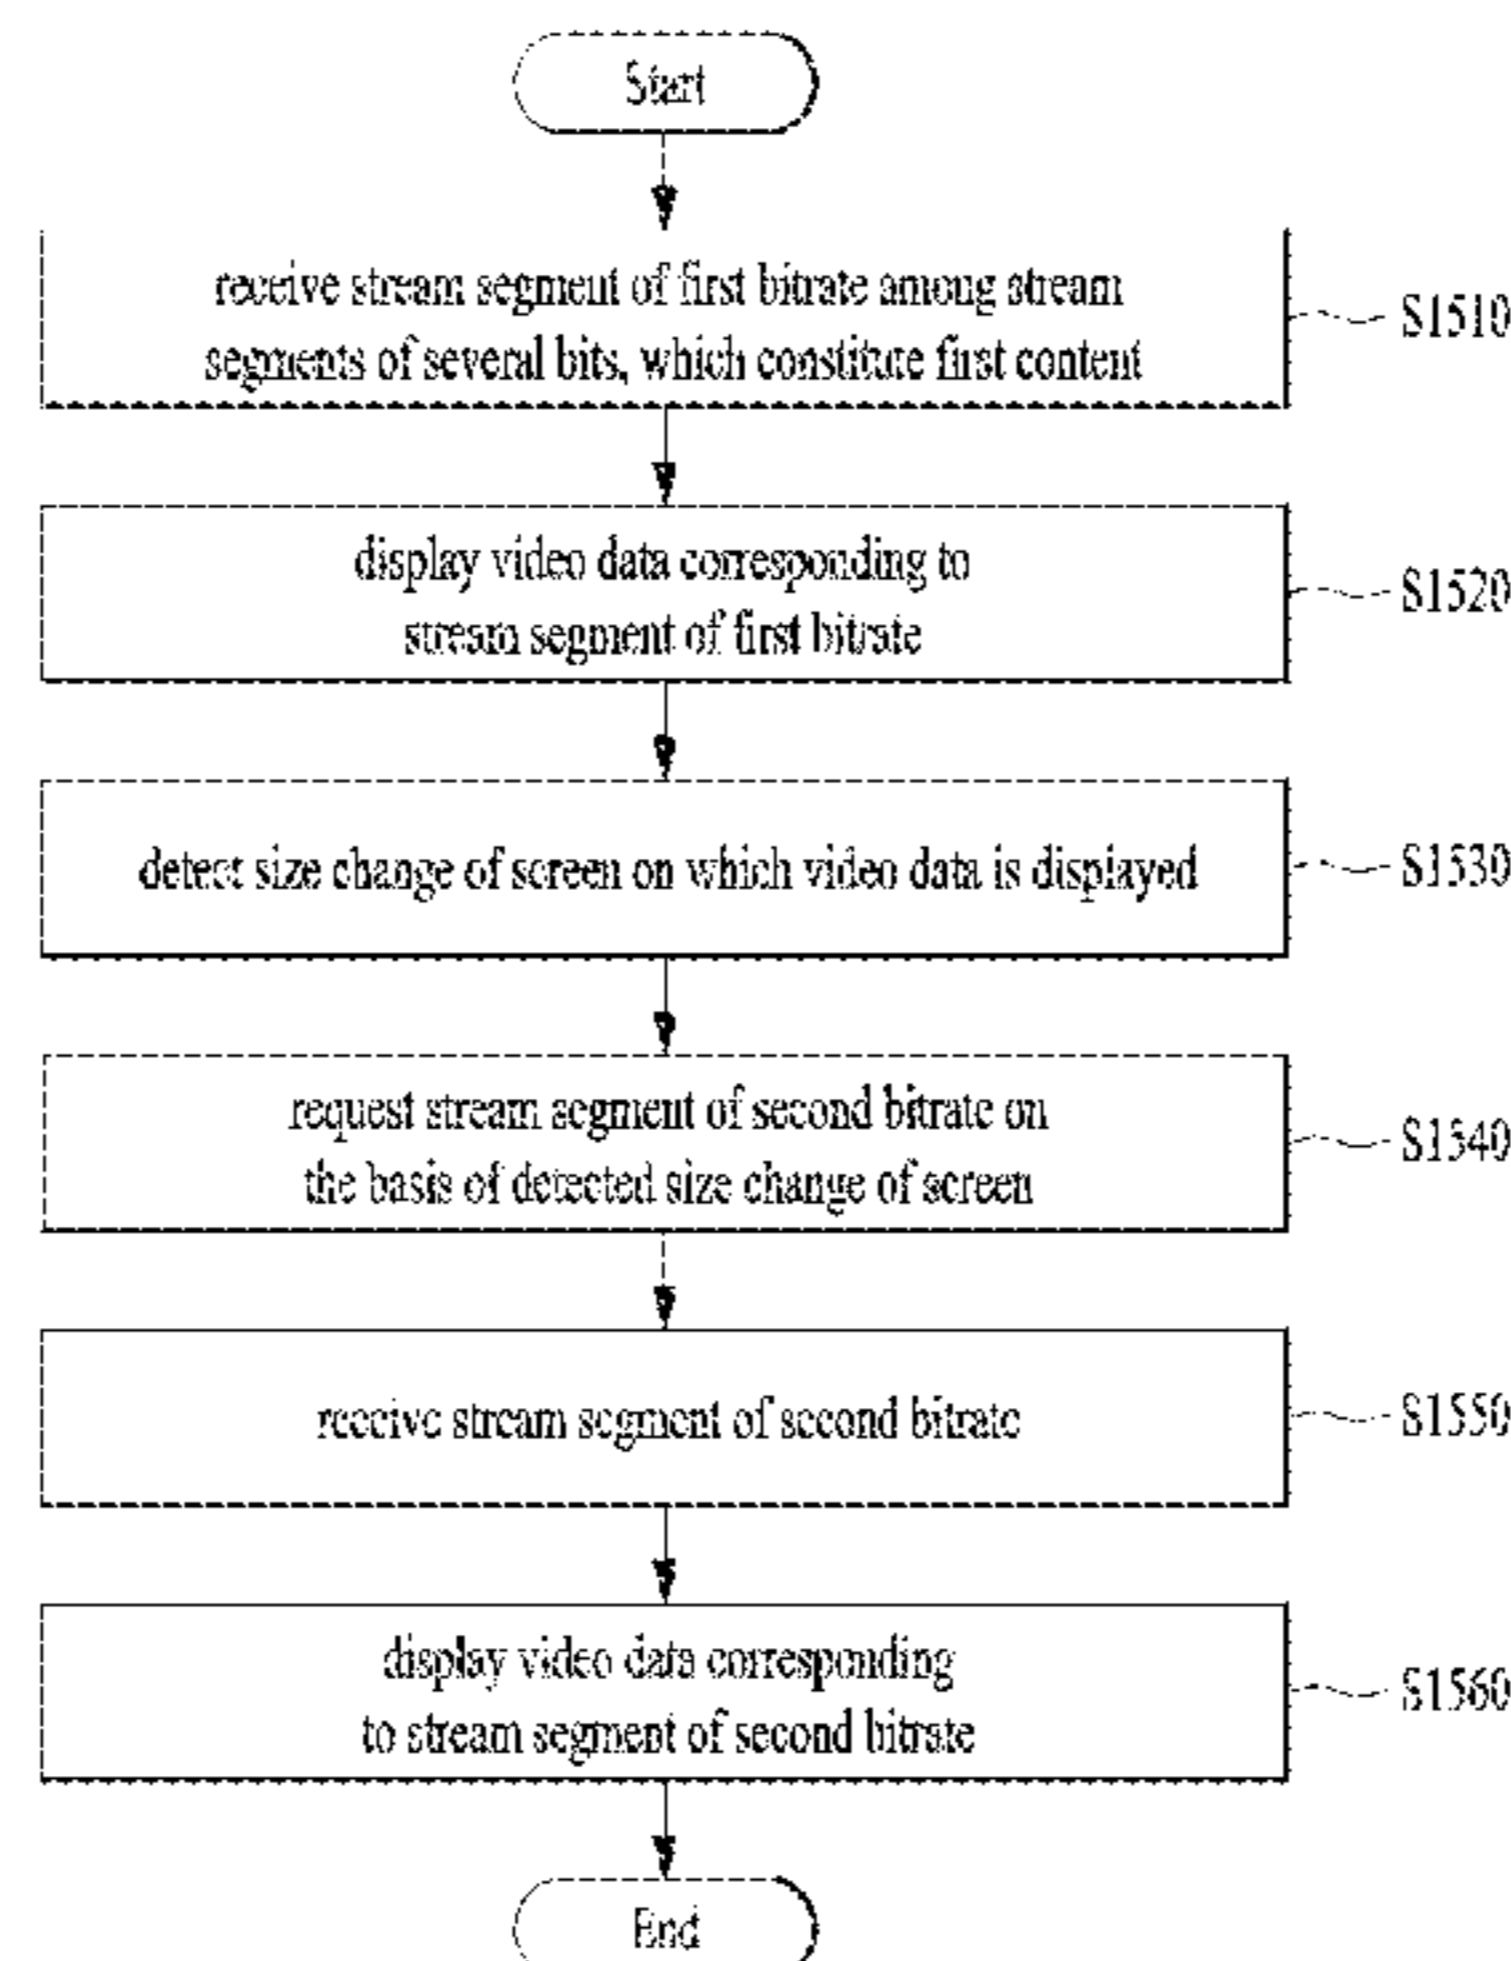 Start
receive stream segment of first bitrate among stream
segments of several bits, which constitute first content
S1510
display video data corresponding to
stream segment of first bitrate
S1520
detect size change of screen on which video data is displayed
S1530
request stream segment of second bitrate on
the basis of detected size change of screen
S1540
receive stream segment of second bitrate
S1550
display video data corresponding
to stream segment of second bitrate
S1560
End